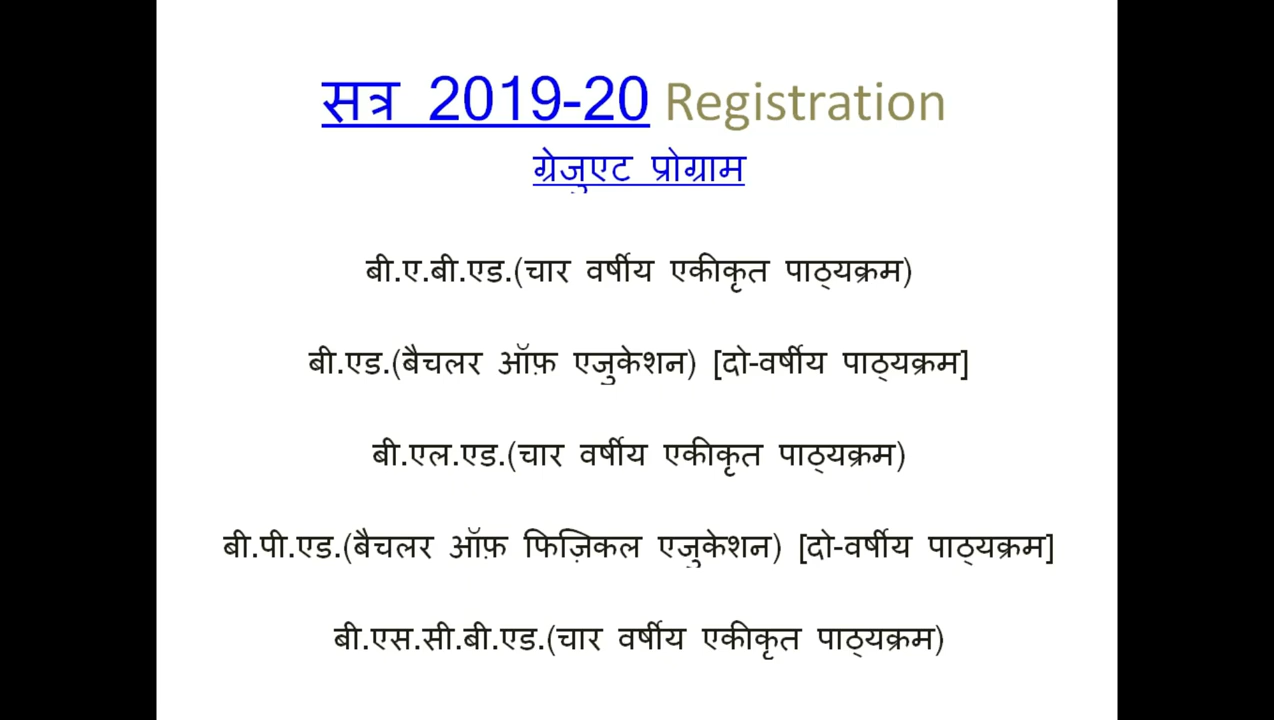 सत्र 2019-20 Registration
ग्रेजुएट प्रोग्राम
बी.ए.बी.एड.(चार वर्षीय एकीकृत पाठ्यक्रम)
बी.एड.(बैचलर ऑफ़ एजुकेशन) [दो-वर्षीय पाठ्यक्रम]
बी.एल.एड.(चार वर्षीय एकीकृत पाठ्यक्रम)
बी.पी.एड.(बैचलर ऑफ़ फिज़िकल एजुकेशन) [दो-वर्षीय पाठ्यक्रम]
बी.एस.सी.बी.एड.(चार वर्षीय एकीकृत पाठ्यक्रम)